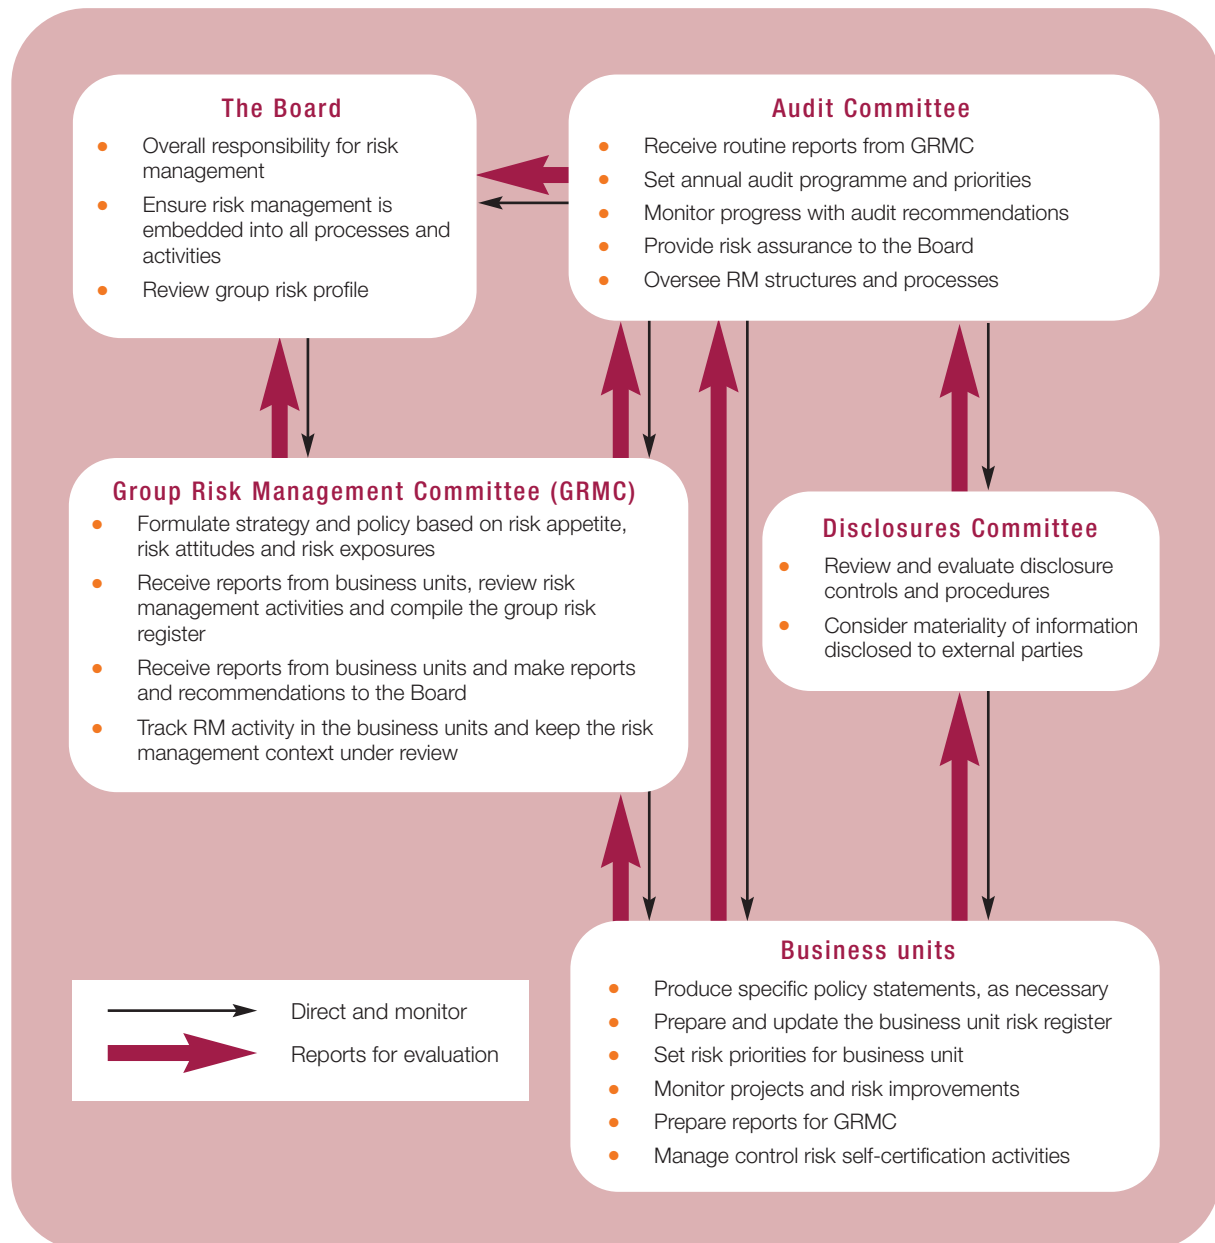 The Board
Overall responsibility for risk
management
Ensure risk management is
embedded into all processes and
activities
Review group risk profile
Audit Committee
Receive routine reports from GRMC
Set annual audit programme and priorities
Monitor progress with audit recommendations
Provide risk assurance to the Board
Oversee RM structures and processes
Group Risk Management Committee (GRMC)
Formulate strategy and policy based on risk appetite,
risk attitudes and risk exposures
Receive reports from business units, review risk
management activities and compile the group risk
register
Receive reports from business units and make reports
and recommendations to the Board
Track RM activity in the business units and keep the risk
management context under review
Disclosures Committee
Review and evaluate disclosure
controls and procedures
Consider materiality of information
disclosed to external parties
Business units
Produce specific policy statements, as necessary
Prepare and update the business unit risk register
Set risk priorities for business unit
Monitor projects and risk improvements
Prepare reports for GRMC
Manage control risk self-certification activities
Direct and monitor
Reports for evaluation